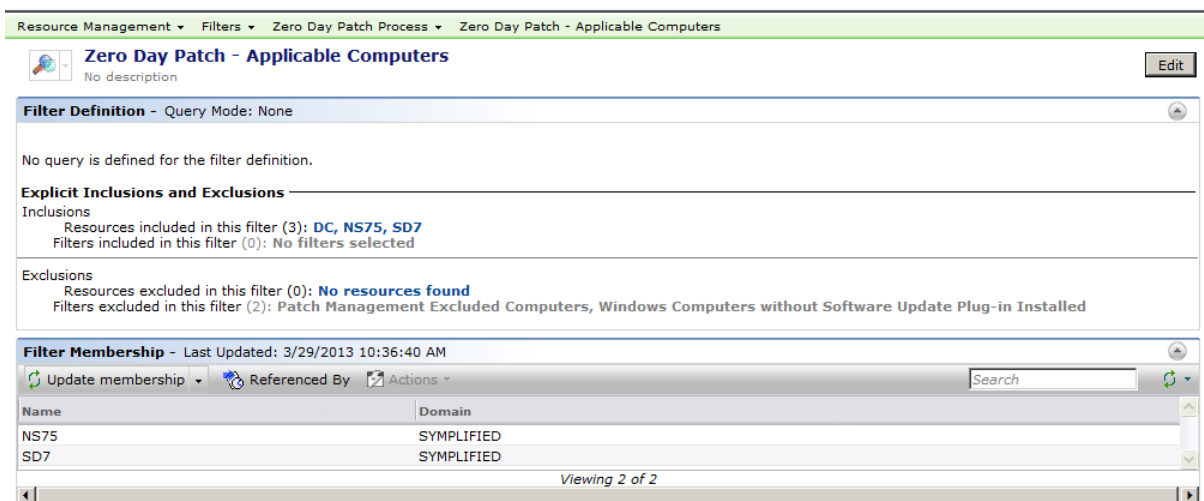 Resource Management Filters Zero Day Patch Process Zero Day Patch - Applicable Computers
Zero Day Patch - Applicable Computers
No description
Edit
Filter Definition - Query Mode: None
No query is defined for the filter definition.
Explicit Inclusions and Exclusions
Inclusions
Resources included in this filter (3): DC, NS75, SD7
Filters included in this filter (0): No filters selected
Exclusions
Resources excluded in this filter (0): No resources found
Filters excluded in this filter (2): Patch Management Excluded Computers, Windows Computers without Software Update Plug-in Installed
Filter Membership - Last Updated: 3/29/2013 10:36:40 AM
Update membership Referenced By Actions Search
Name Domain
NS75 SYMPLIFIED
SD7 SYMPLIFIED
Viewing 2 of 2